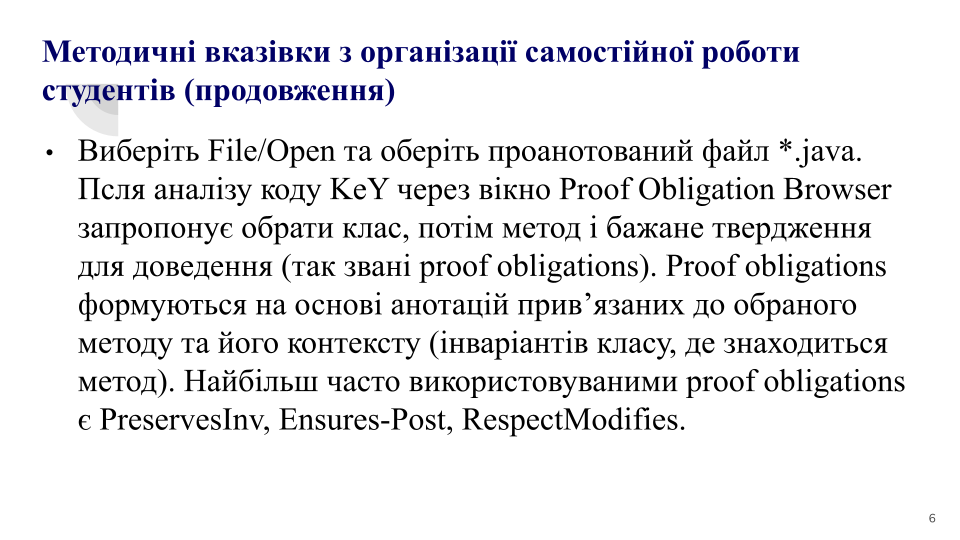 Методичні вказівки з організації самостійної роботи
студентів (продовження)
• Виберіть File/Open та оберіть проанотований файл *.java.
Псля аналізу коду KeY через вікно Proof Obligation Browser
запропонує обрати клас, потім метод і бажане твердження
для доведення (так звані proof obligations). Proof obligations
формуються на основі анотацій прив’язаних до обраного
методу та його контексту (інваріантів класу, де знаходиться
метод). Найбільш часто використовуваними proof obligations
є PreservesInv, Ensures-Post, RespectModifies.
6